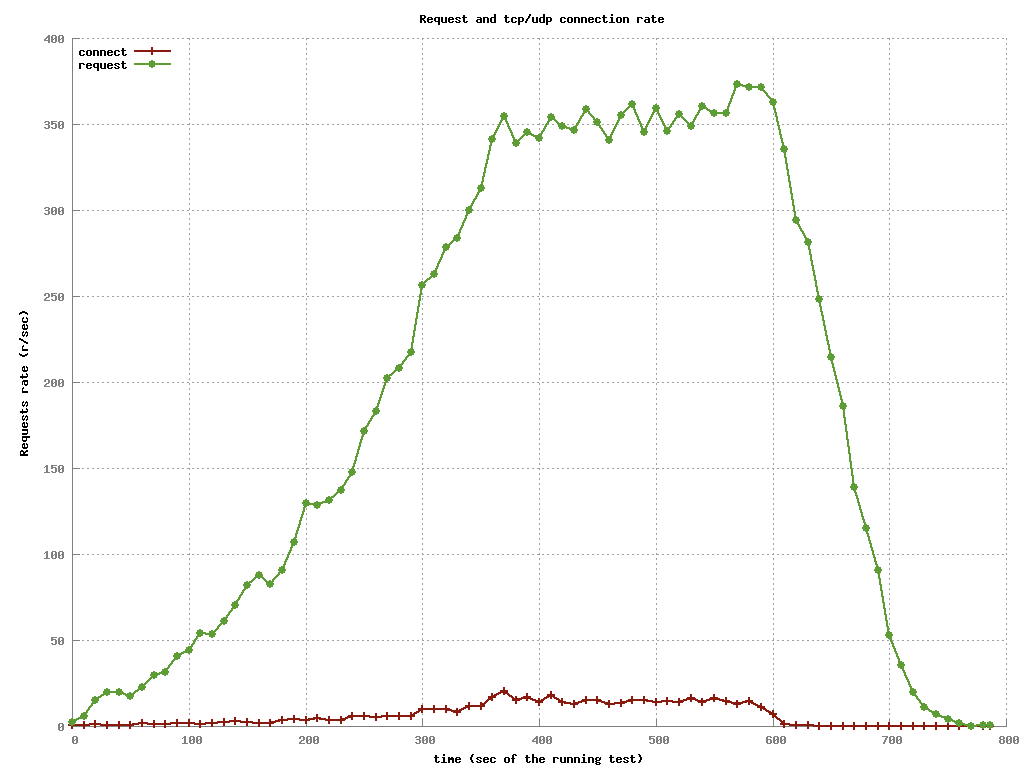 Request and tcp/udp connection rate
connect
request
400
350
300
250
200
150
100
50
0
Requests rate (r/sec)
0 100 200 300 400 500 600 700 800
time (sec of the running test)